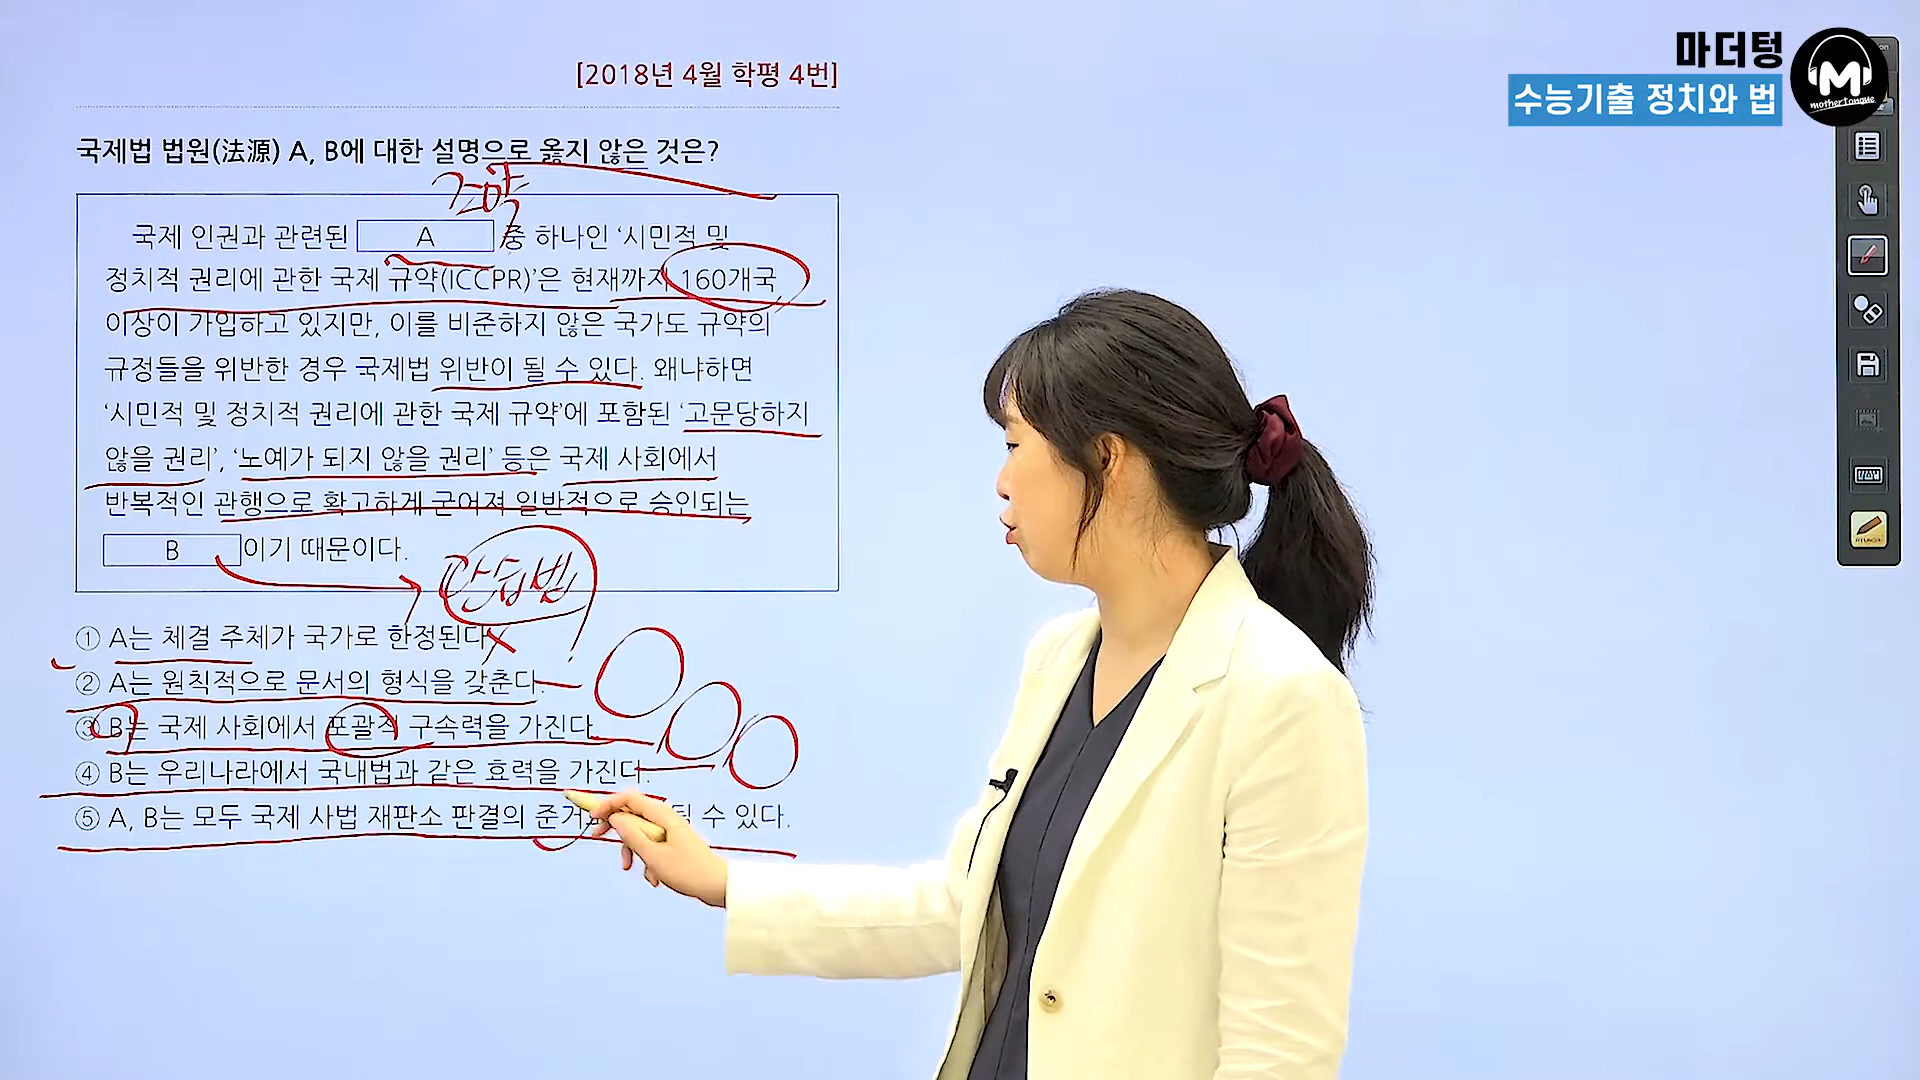 마더텅
수능기출 정치와 법
M
mothertongue
[2018년 4월 학평 4번]
국제법 법원(法源) A, B에 대한 설명으로 옳지 않은 것은?
조약
국제 인권과 관련된 A 중 하나인 ‘시민적 및
정치적 권리에 관한 국제 규약(ICCPR)’은 현재까지 160개국
이상이 가입하고 있지만, 이를 비준하지 않은 국가도 규약의
규정들을 위반한 경우 국제법 위반이 될 수 있다. 왜냐하면
‘시민적 및 정치적 권리에 관한 국제 규약’에 포함된 ‘고문당하지
않을 권리’, ‘노예가 되지 않을 권리’ 등은 국제 사회에서
반복적인 관행으로 확고하게 굳어져 일반적으로 승인되는
B 이기 때문이다.
관습법
① A는 체결 주체가 국가로 한정된다.
② A는 원칙적으로 문서의 형식을 갖춘다.
③ B는 국제 사회에서 포괄적 구속력을 가진다.
④ B는 우리나라에서 국내법과 같은 효력을 가진다.
⑤ A, B는 모두 국제 사법 재판소 판결의 준거 될 수 있다.